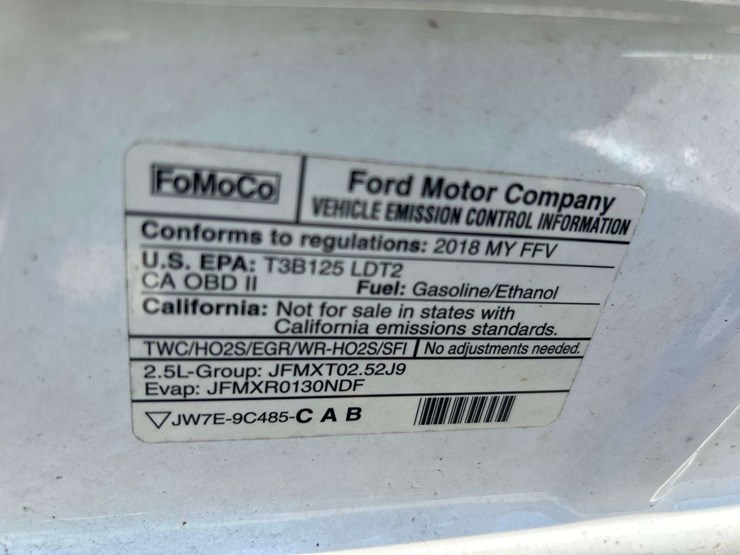 FoMoCo
Ford Motor Company
VEHICLE EMISSION CONTROL INFORMATION
Conforms to regulations: 2018 MY FFV
U.S. EPA: T3B125 LDT2
CA OBD II Fuel: Gasoline/Ethanol
California: Not for sale in states with
California emissions standards.
TWC/HO2S/EGR/WR-HO2S/SFI No adjustments needed.
2.5L-Group: JFMXT02.52J9
Evap: JFMXR0130NDF
▽JW7E-9C485-C A B